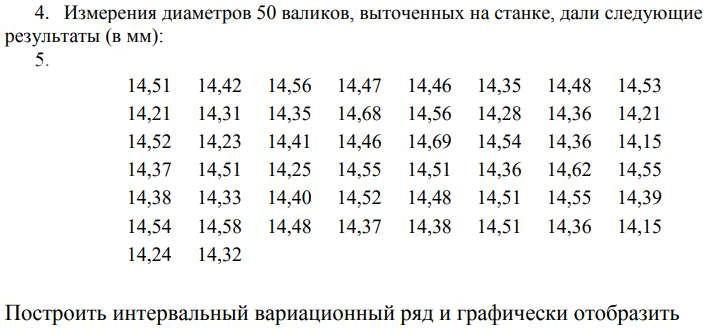 4. Измерения диаметров 50 валиков, выточенных на станке, дали следующие
результаты (в мм):
5.
14,51 14,42 14,56 14,47 14,46 14,35 14,48 14,53
14,21 14,31 14,35 14,68 14,56 14,28 14,36 14,21
14,52 14,23 14,41 14,46 14,69 14,54 14,36 14,15
14,37 14,51 14,25 14,55 14,51 14,36 14,62 14,55
14,38 14,33 14,40 14,52 14,48 14,51 14,55 14,39
14,54 14,58 14,48 14,37 14,38 14,51 14,36 14,15
14,24 14,32
Построить интервальный вариационный ряд и графически отобразить